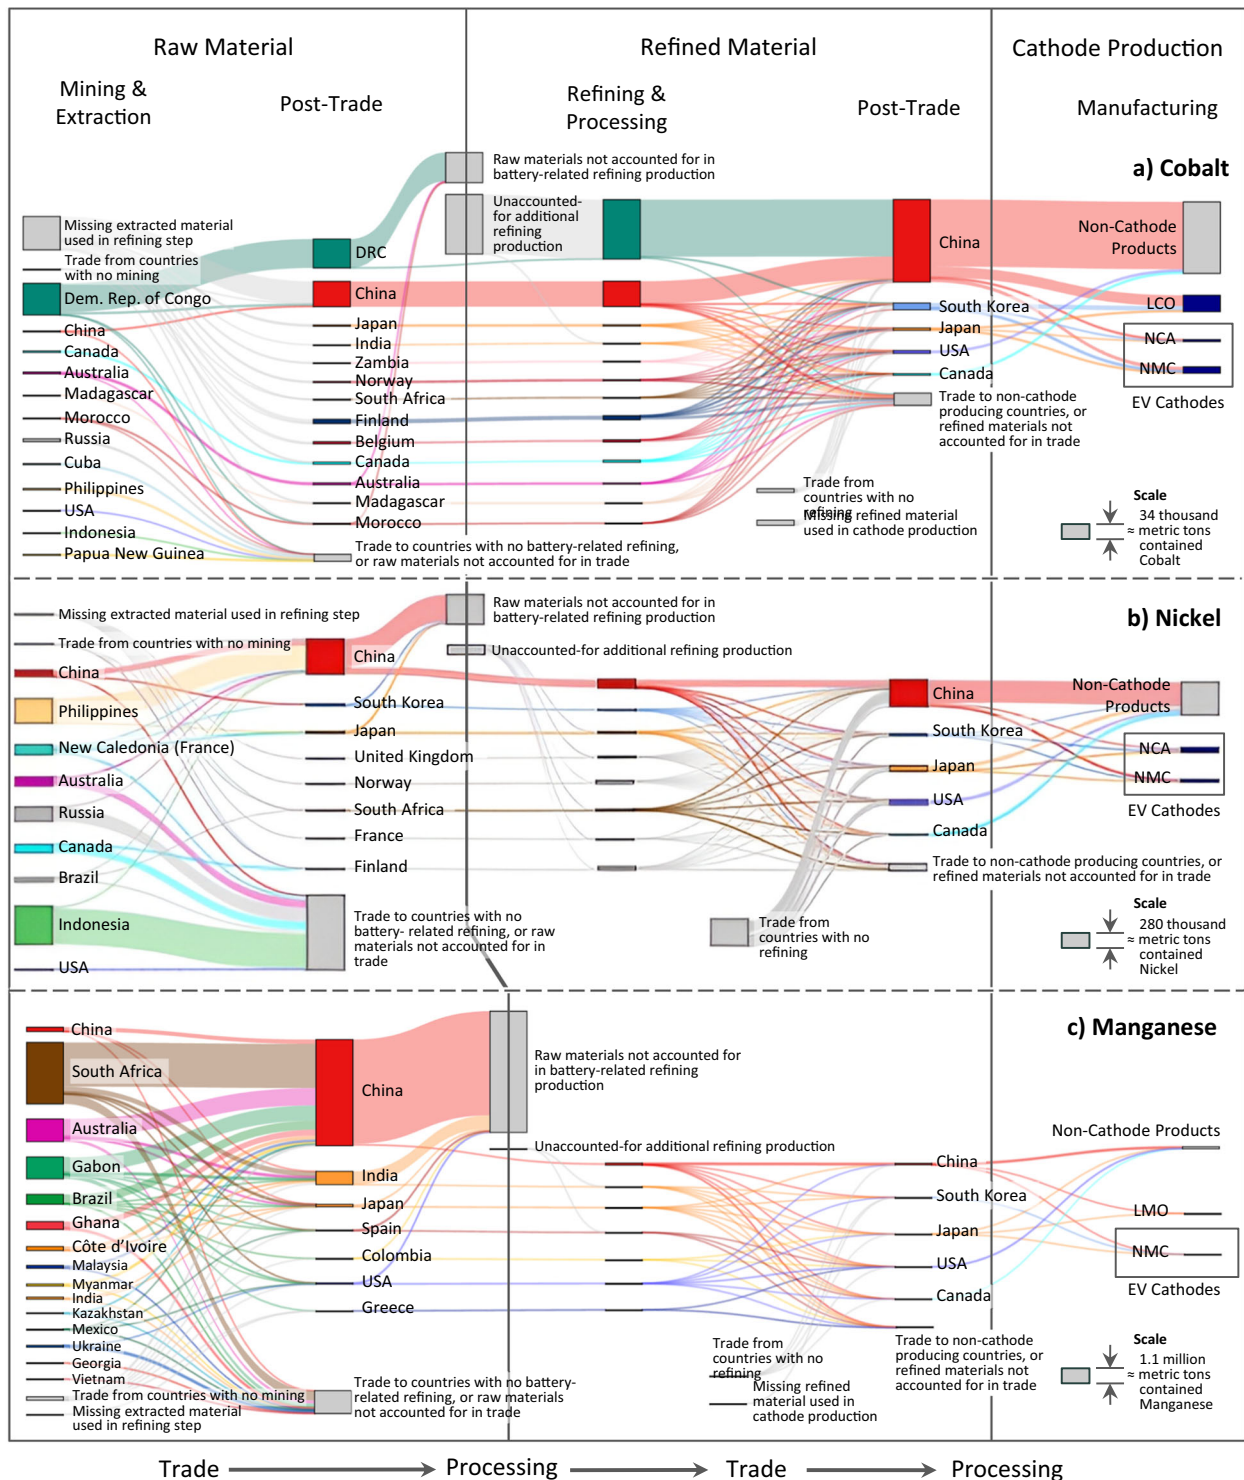 Raw Material
Refined Material
Cathode Production
Mining &
Extraction
Post-Trade
Refining &
Processing
Post-Trade
Manufacturing
a) Cobalt
Raw materials not accounted for in
battery-related refining production
Unaccounted-
for additional
refining
production
Missing extracted material
used in refining step
Trade from countries
with no mining
Dem. Rep. of Congo
China
Canada
Australia
Madagascar
Morocco
Russia
Cuba
Philippines
USA
Indonesia
Papua New Guinea
DRC
China
Japan
India
Zambia
Norway
South Africa
Finland
Belgium
Canada
Australia
Madagascar
Morocco
Trade to countries with no battery-related refining,
or raw materials not accounted for in trade
China
South Korea
Japan
USA
Canada
Trade to non-cathode
producing countries, or
refined materials not
accounted for in trade
Trade from
countries with no
refining
Missing refined material
used in cathode production
Non-Cathode
Products
LCO
NCA
NMC
EV Cathodes
Scale
34 thousand
≈ metric tons
contained
Cobalt
b) Nickel
Missing extracted material used in refining step
Trade from countries with no mining
China
Philippines
New Caledonia (France)
Australia
Russia
Canada
Brazil
Indonesia
USA
Raw materials not accounted for in
battery-related refining production
Unaccounted-for additional refining production
China
South Korea
Japan
United Kingdom
Norway
South Africa
France
Finland
Trade to countries with no
battery- related refining, or raw
materials not accounted for in
trade
China
South Korea
Japan
USA
Canada
Trade to non-cathode producing countries, or
refined materials not accounted for in trade
Trade from
countries with no
refining
Non-Cathode
Products
NCA
NMC
EV Cathodes
Scale
280 thousand
≈ metric tons
contained
Nickel
c) Manganese
China
South Africa
Australia
Gabon
Brazil
Ghana
Côte d'Ivoire
Malaysia
Myanmar
India
Kazakhstan
Mexico
Ukraine
Georgia
Vietnam
Trade from countries with no mining
Missing extracted material
used in refining step
China
India
Japan
Spain
Colombia
USA
Greece
Trade to countries with no battery-
related refining, or raw materials
not accounted for in trade
Raw materials not accounted for
in battery-related refining
production
Unaccounted-for additional refining production
China
South Korea
Japan
USA
Canada
Trade to non-cathode
producing countries, or
refined materials not
accounted for in trade
Trade from
countries with no
refining
Missing refined
material used in
cathode production
Non-Cathode Products
LMO
NMC
EV Cathodes
Scale
1.1 million
≈ metric tons
contained
Manganese
Trade
Processing
Trade
Processing